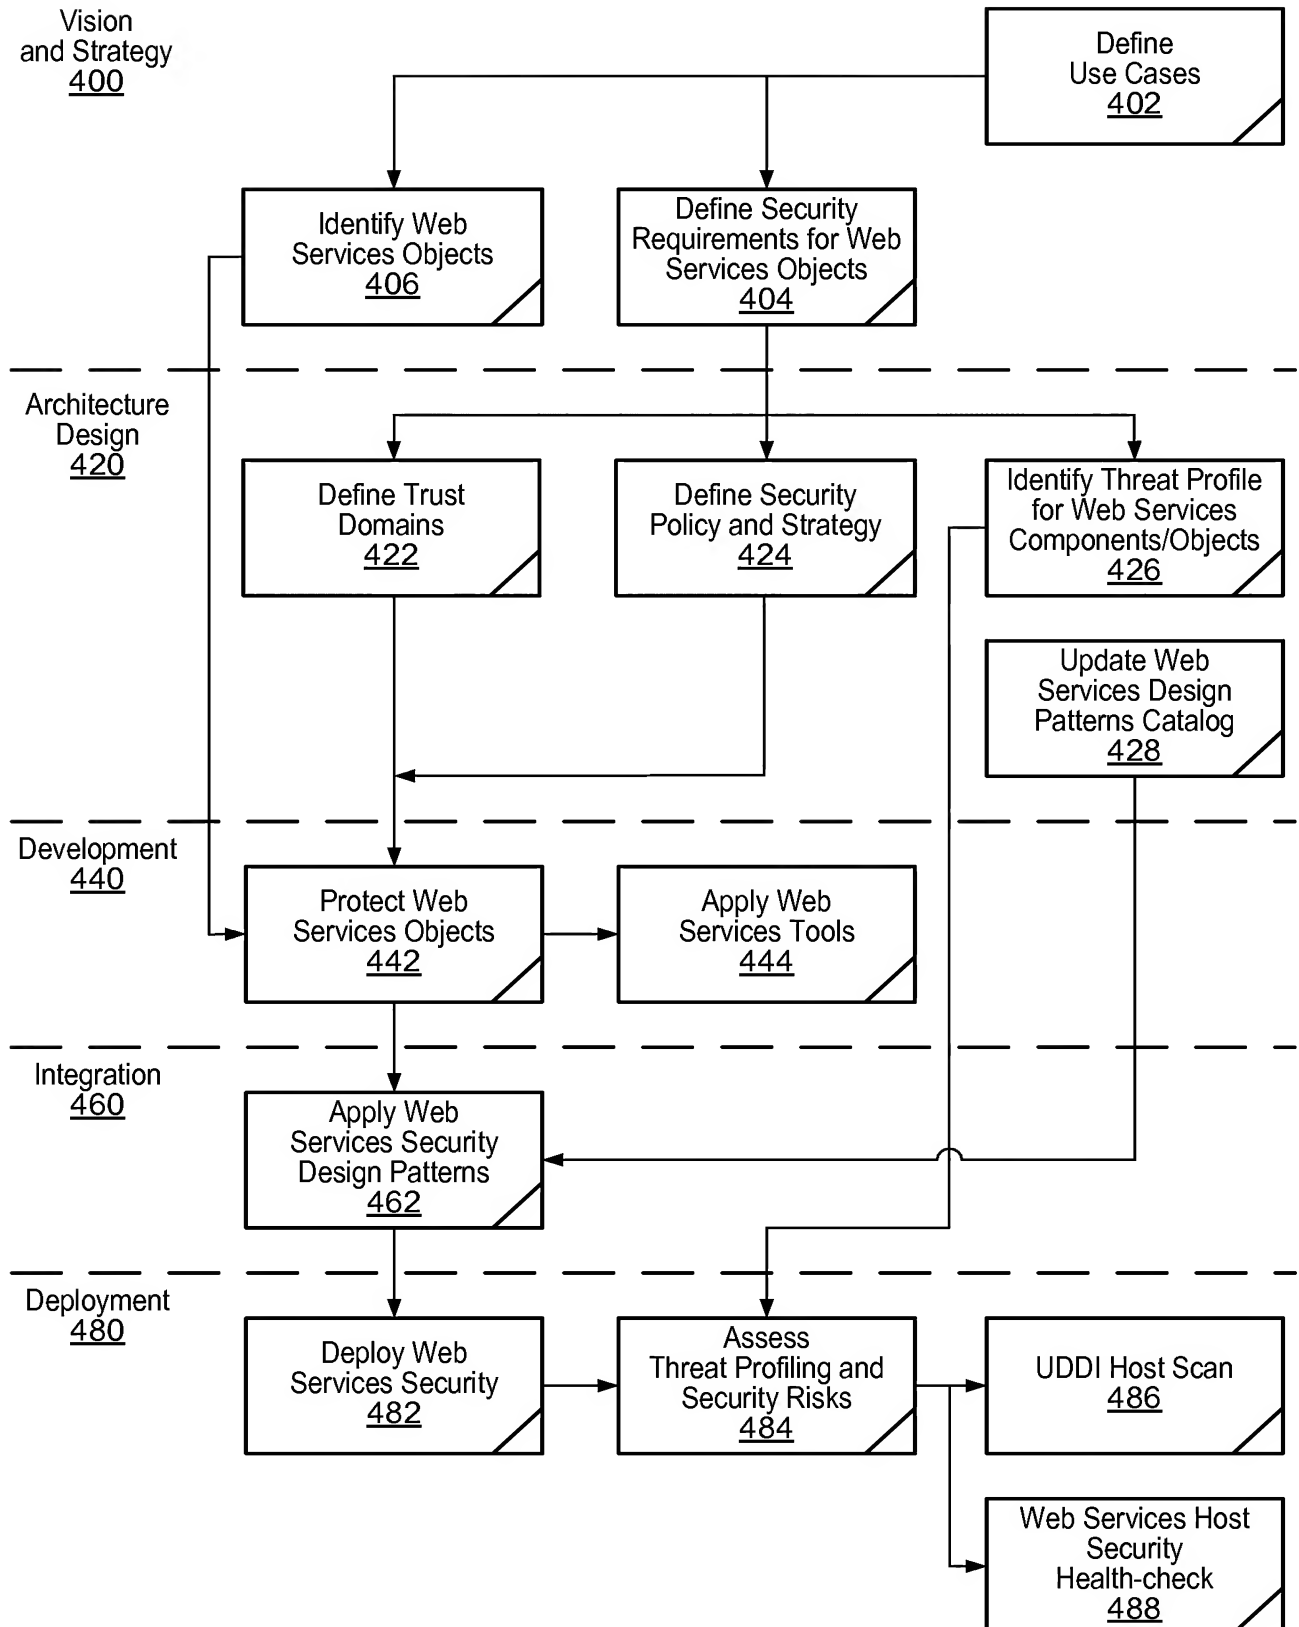 Vision
and Strategy
400
Define
Use Cases
402
Identify Web
Services Objects
406
Define Security
Requirements for Web
Services Objects
404
Architecture
Design
420
Define Trust
Domains
422
Define Security
Policy and Strategy
424
Identify Threat Profile
for Web Services
Components/Objects
426
Update Web
Services Design
Patterns Catalog
428
Development
440
Protect Web
Services Objects
442
Apply Web
Services Tools
444
Integration
460
Apply Web
Services Security
Design Patterns
462
Deployment
480
Deploy Web
Services Security
482
Assess
Threat Profiling and
Security Risks
484
UDDI Host Scan
486
Web Services Host
Security
Health-check
488